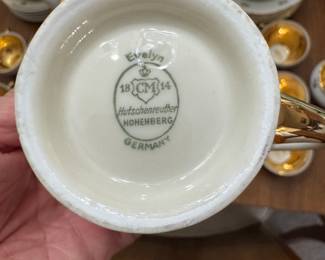 Evelyn
18 CM 14
Hutschenreuther
HOHENBERG
GERMANY